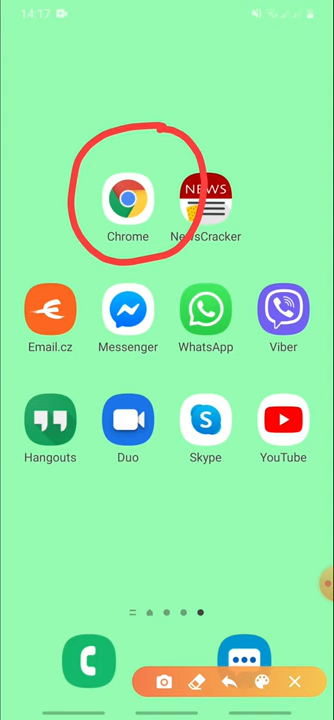 14:17
NEWS
Chrome
NewsCracker
Email.cz
Messenger
WhatsApp
Viber
Hangouts
Duo
Skype
YouTube